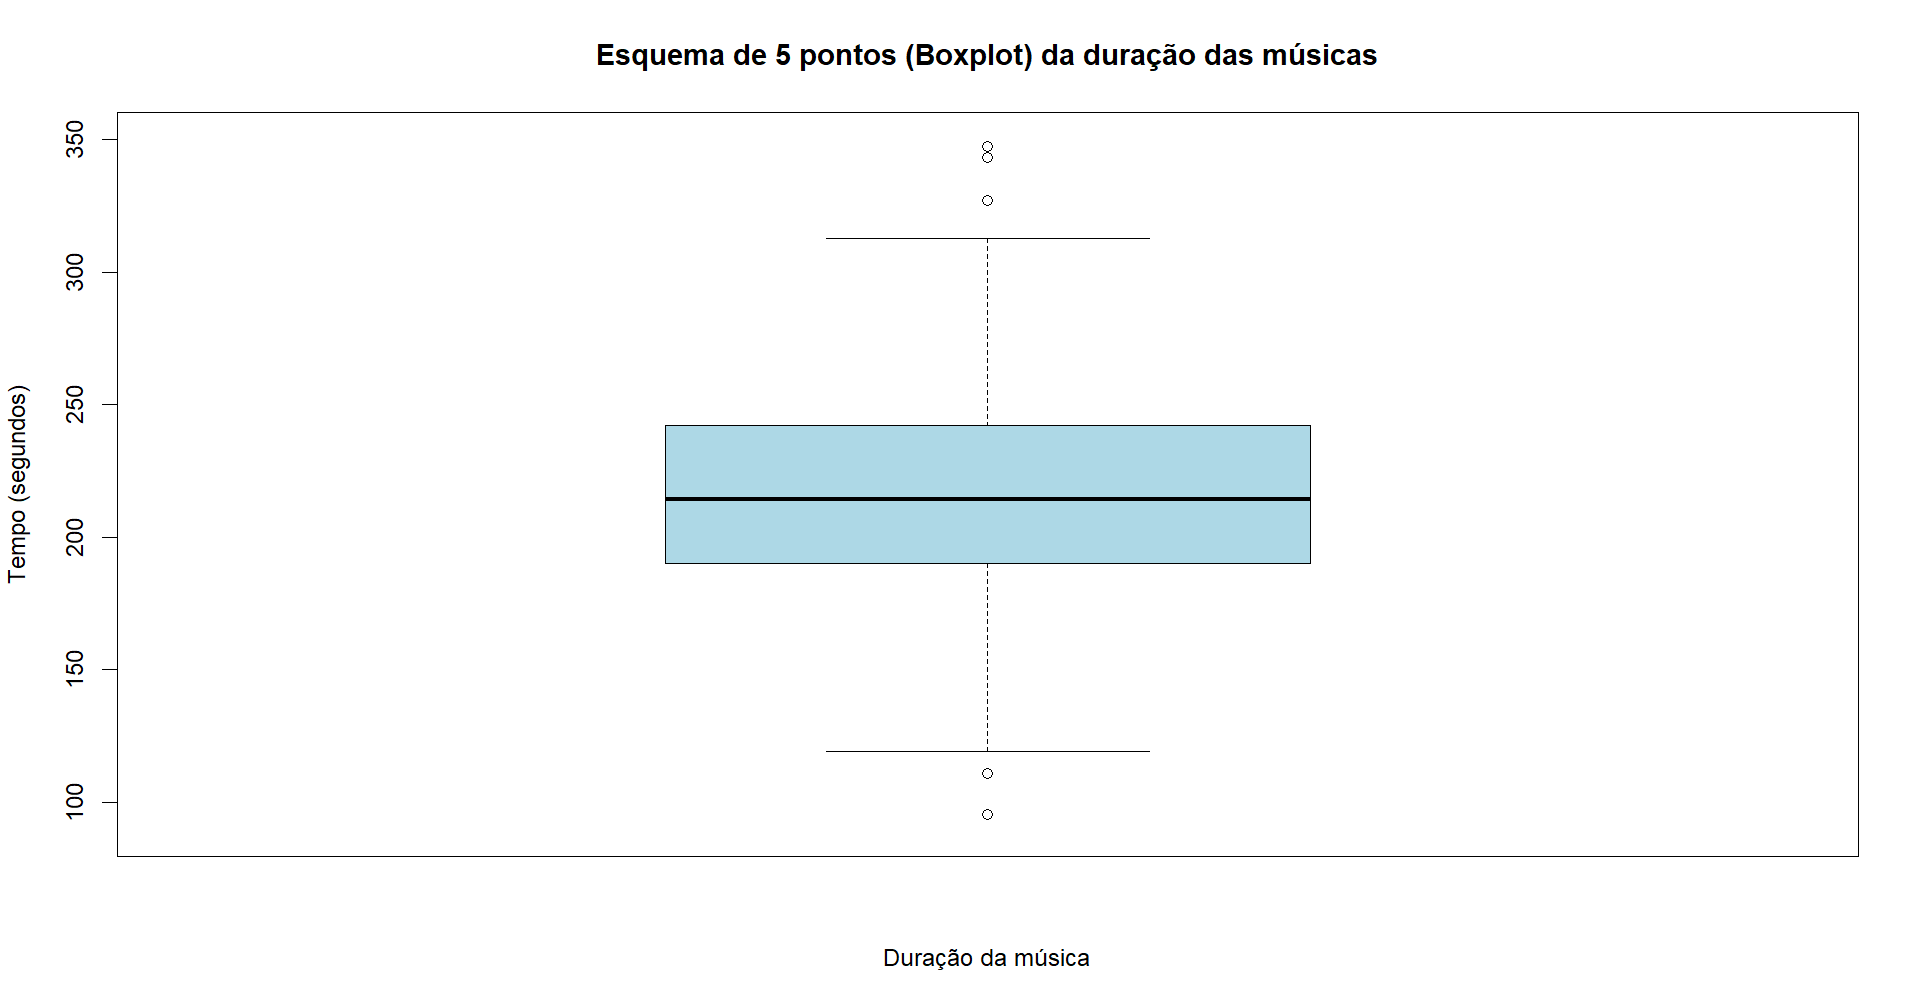 Esquema de 5 pontos (Boxplot) da duração das músicas
Tempo (segundos)
350
300
250
200
150
100
Duração da música